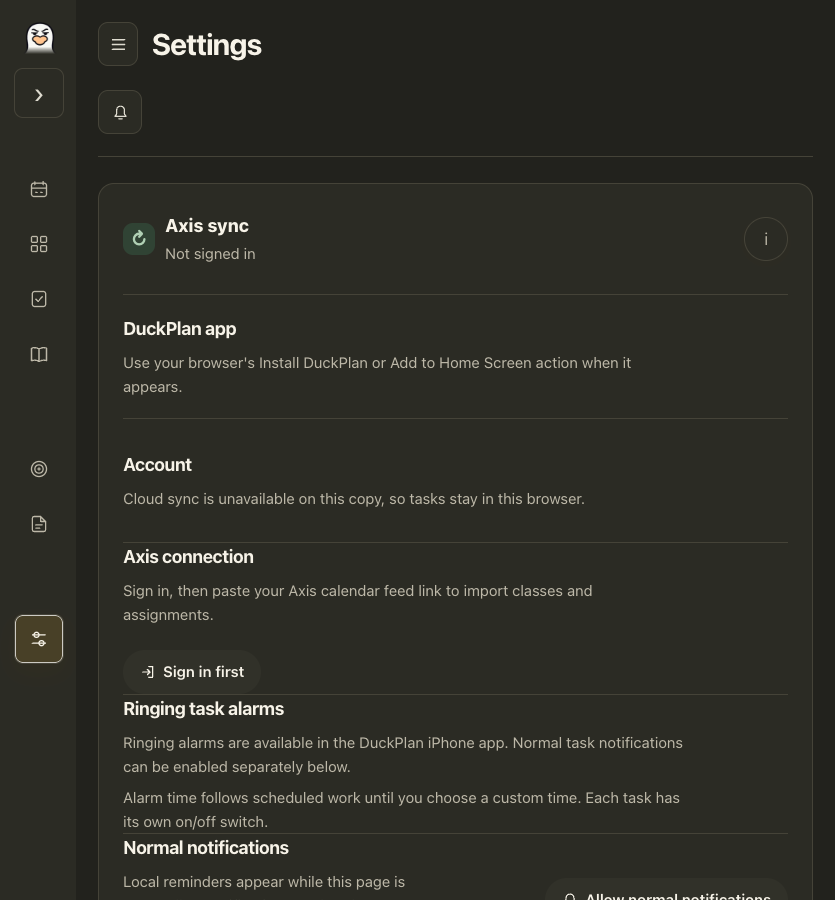 Settings
Axis sync
Not signed in
i
DuckPlan app
Use your browser's Install DuckPlan or Add to Home Screen action when it
appears.
Account
Cloud sync is unavailable on this copy, so tasks stay in this browser.
Axis connection
Sign in, then paste your Axis calendar feed link to import classes and
assignments.
Sign in first
Ringing task alarms
Ringing alarms are available in the DuckPlan iPhone app. Normal task notifications
can be enabled separately below.
Alarm time follows scheduled work until you choose a custom time. Each task has
its own on/off switch.
Normal notifications
Local reminders appear while this page is
Allow normal notifications